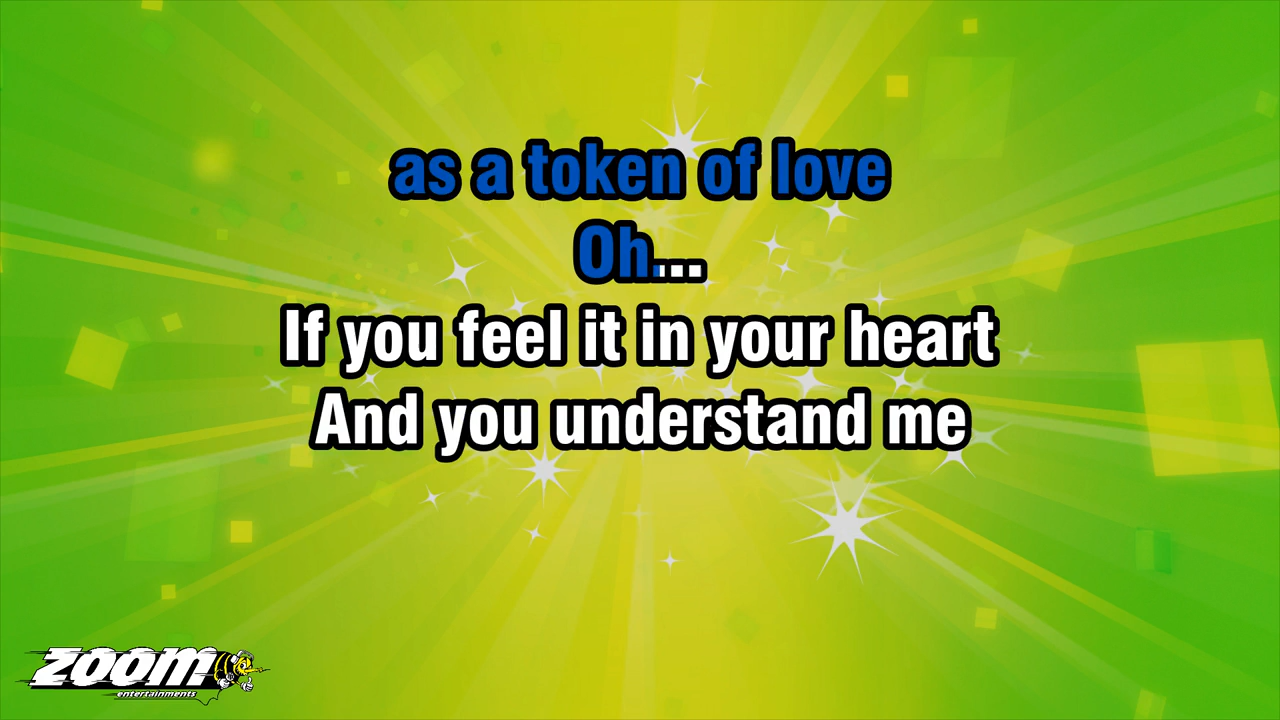 as a token of love
Oh...
If you feel it in your heart
And you understand me
zoom
entertainments